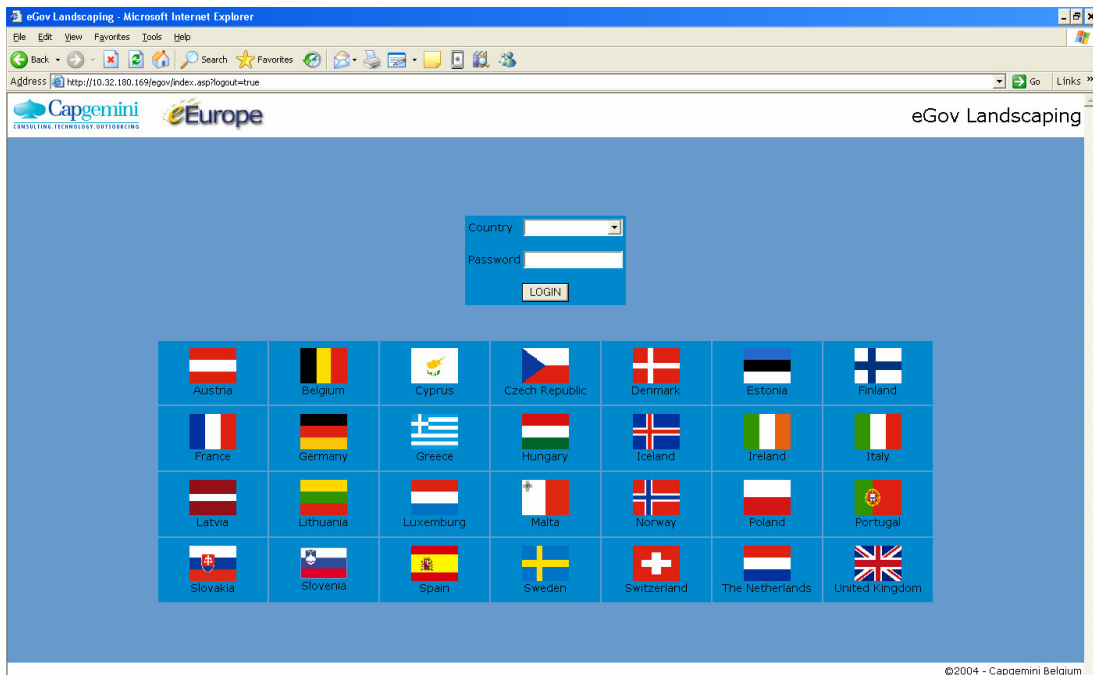 eGov Landscaping - Microsoft Internet Explorer
File Edit View Favorites Tools Help
Back Search Favorites
Address http://10.32.180.169/egov/index.asp?logout=true Go Links »
Capgemini
CONSULTING.TECHNOLOGY.OUTSOURCING
eEurope
eGov Landscaping
Country
Password
LOGIN
Austria Belgium Cyprus Czech Republic Denmark Estonia Finland
France Germany Greece Hungary Iceland Ireland Italy
Latvia Lithuania Luxemburg Malta Norway Poland Portugal
Slovakia Slovenia Spain Sweden Switzerland The Netherlands United Kingdom
©2004 - Capgemini Belgium